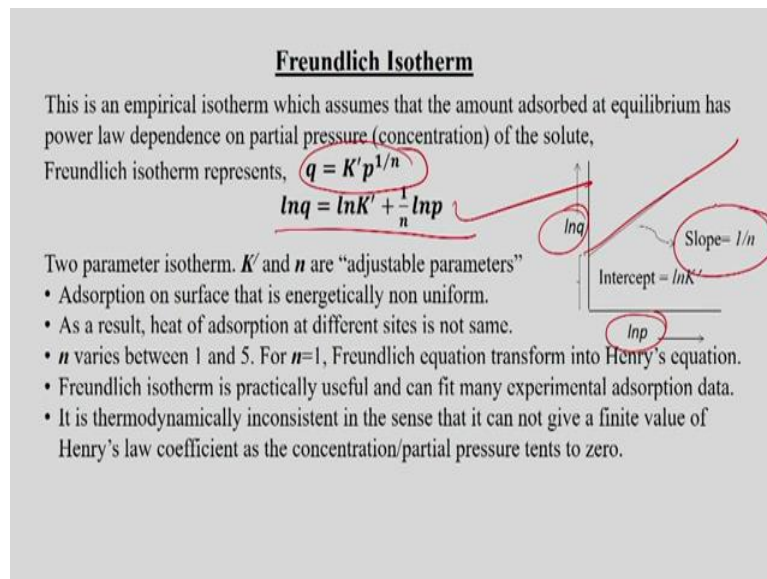 Freundlich Isotherm
This is an empirical isotherm which assumes that the amount adsorbed at equilibrium has
power law dependence on partial pressure (concentration) of the solute,
Freundlich isotherm represents, q = K′p^{1/n}
lnq = lnK′ + \frac{1}{n}lnp
lnq
Slope= 1/n
Intercept = lnK′
lnp
Two parameter isotherm. K′ and n are “adjustable parameters”
• Adsorption on surface that is energetically non uniform.
• As a result, heat of adsorption at different sites is not same.
• n varies between 1 and 5. For n=1, Freundlich equation transform into Henry’s equation.
• Freundlich isotherm is practically useful and can fit many experimental adsorption data.
• It is thermodynamically inconsistent in the sense that it can not give a finite value of
Henry’s law coefficient as the concentration/partial pressure tents to zero.